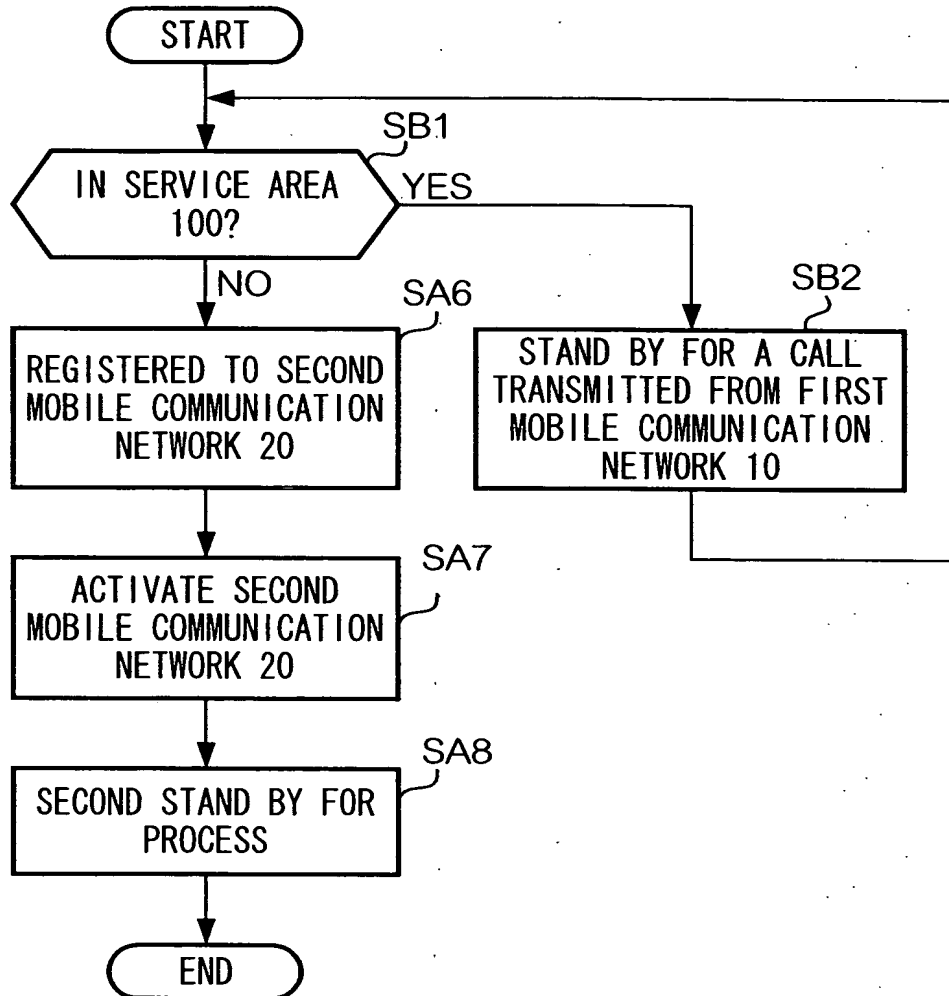 START
SB1
IN SERVICE AREA
100?
YES
NO
SA6
REGISTERED TO SECOND
MOBILE COMMUNICATION
NETWORK 20
SB2
STAND BY FOR A CALL
TRANSMITTED FROM FIRST
MOBILE COMMUNICATION
NETWORK 10
SA7
ACTIVATE SECOND
MOBILE COMMUNICATION
NETWORK 20
SA8
SECOND STAND BY FOR
PROCESS
END